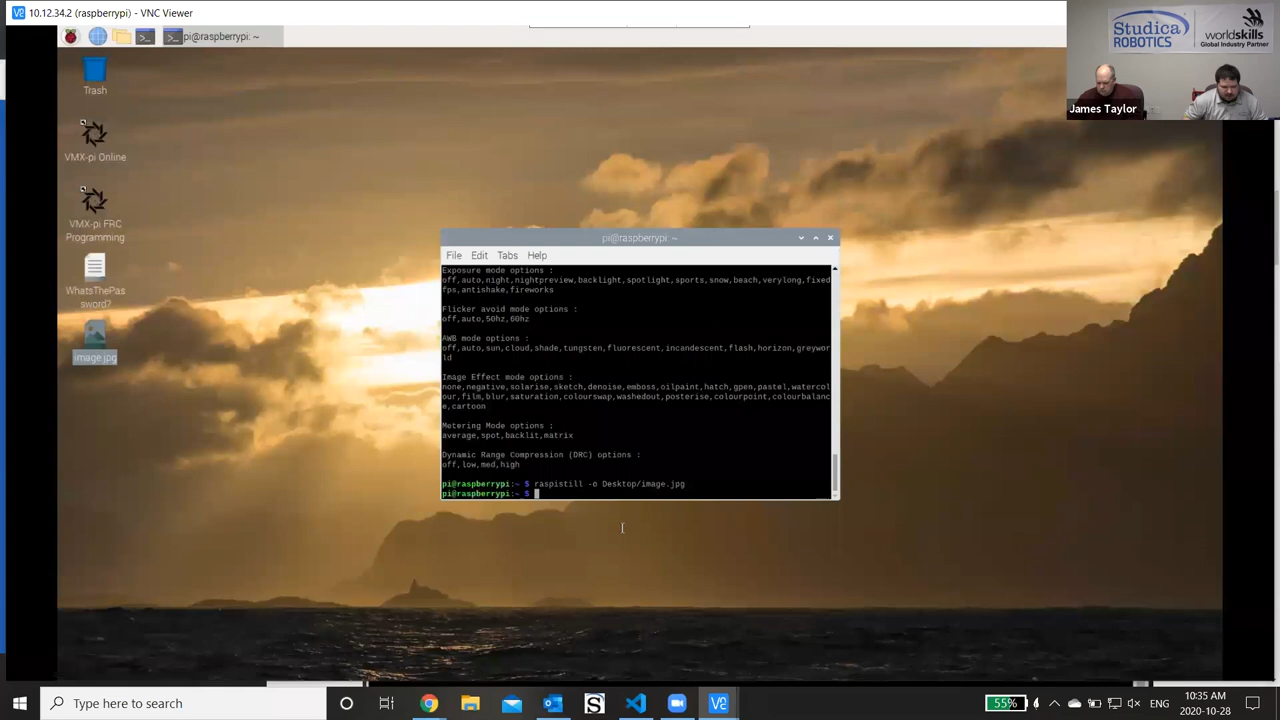 10.12.34.2 (raspberrypi) - VNC Viewer
pi@raspberrypi: ~
Studica
ROBOTICS
worldskills
Global Industry Partner
James Taylor
Trash
VMX-pi Online
VMX-pi FRC
Programming
WhatsThePas
sword?
image.jpg
pi@raspberrypi: ~
File Edit Tabs Help
Exposure mode options :
off,auto,night,nightpreview,backlight,spotlight,sports,snow,beach,verylong,fixed
fps,antishake,fireworks
Flicker avoid mode options :
off,auto,50hz,60hz
AWB mode options :
off,auto,sun,cloud,shade,tungsten,fluorescent,incandescent,flash,horizon,greywor
ld
Image Effect mode options :
none,negative,solarise,sketch,denoise,emboss,oilpaint,hatch,gpen,pastel,watercol
our,film,blur,saturation,colourswap,washedout,posterise,colourpoint,colourbalanc
e,cartoon
Metering Mode options :
average,spot,backlit,matrix
Dynamic Range Compression (DRC) options :
off,low,med,high
pi@raspberrypi:~ $ raspistill -o Desktop/image.jpg
pi@raspberrypi:~ $
Type here to search
55%
ENG
10:35 AM
2020-10-28